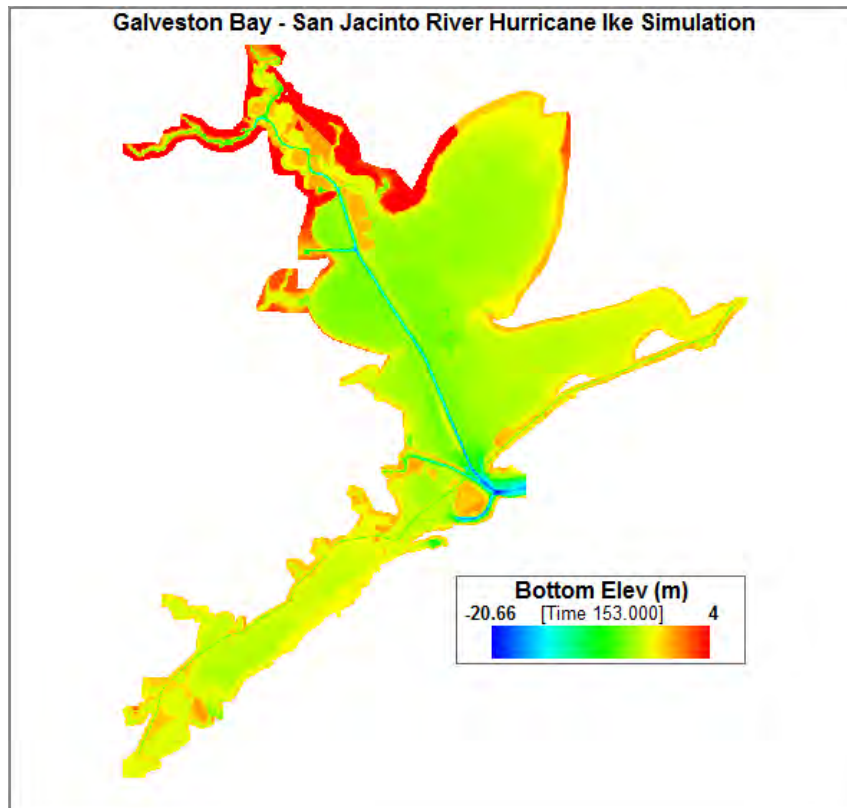 Galveston Bay - San Jacinto River Hurricane Ike Simulation
Bottom Elev (m)
-20.66 [Time 153.000] 4